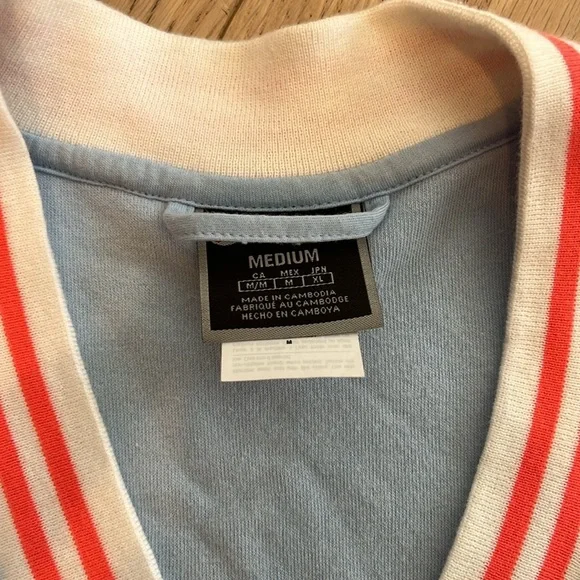 MEDIUM
CA MEX JPN
M/M M XL
MADE IN CAMBODIA
FABRIQUÉ AU CAMBODGE
HECHO EN CAMBOYA
M